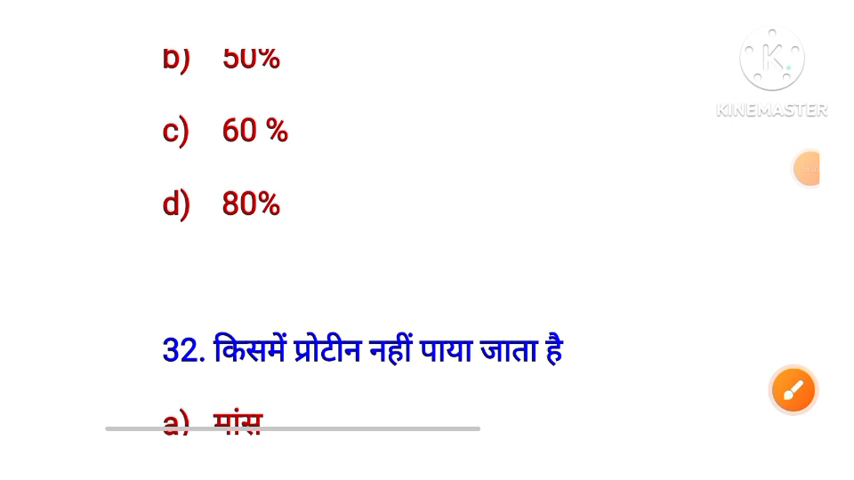 b) 50%
KINEMASTER
c) 60 %
d) 80%
32. किसमें प्रोटीन नहीं पाया जाता है
a) मांस